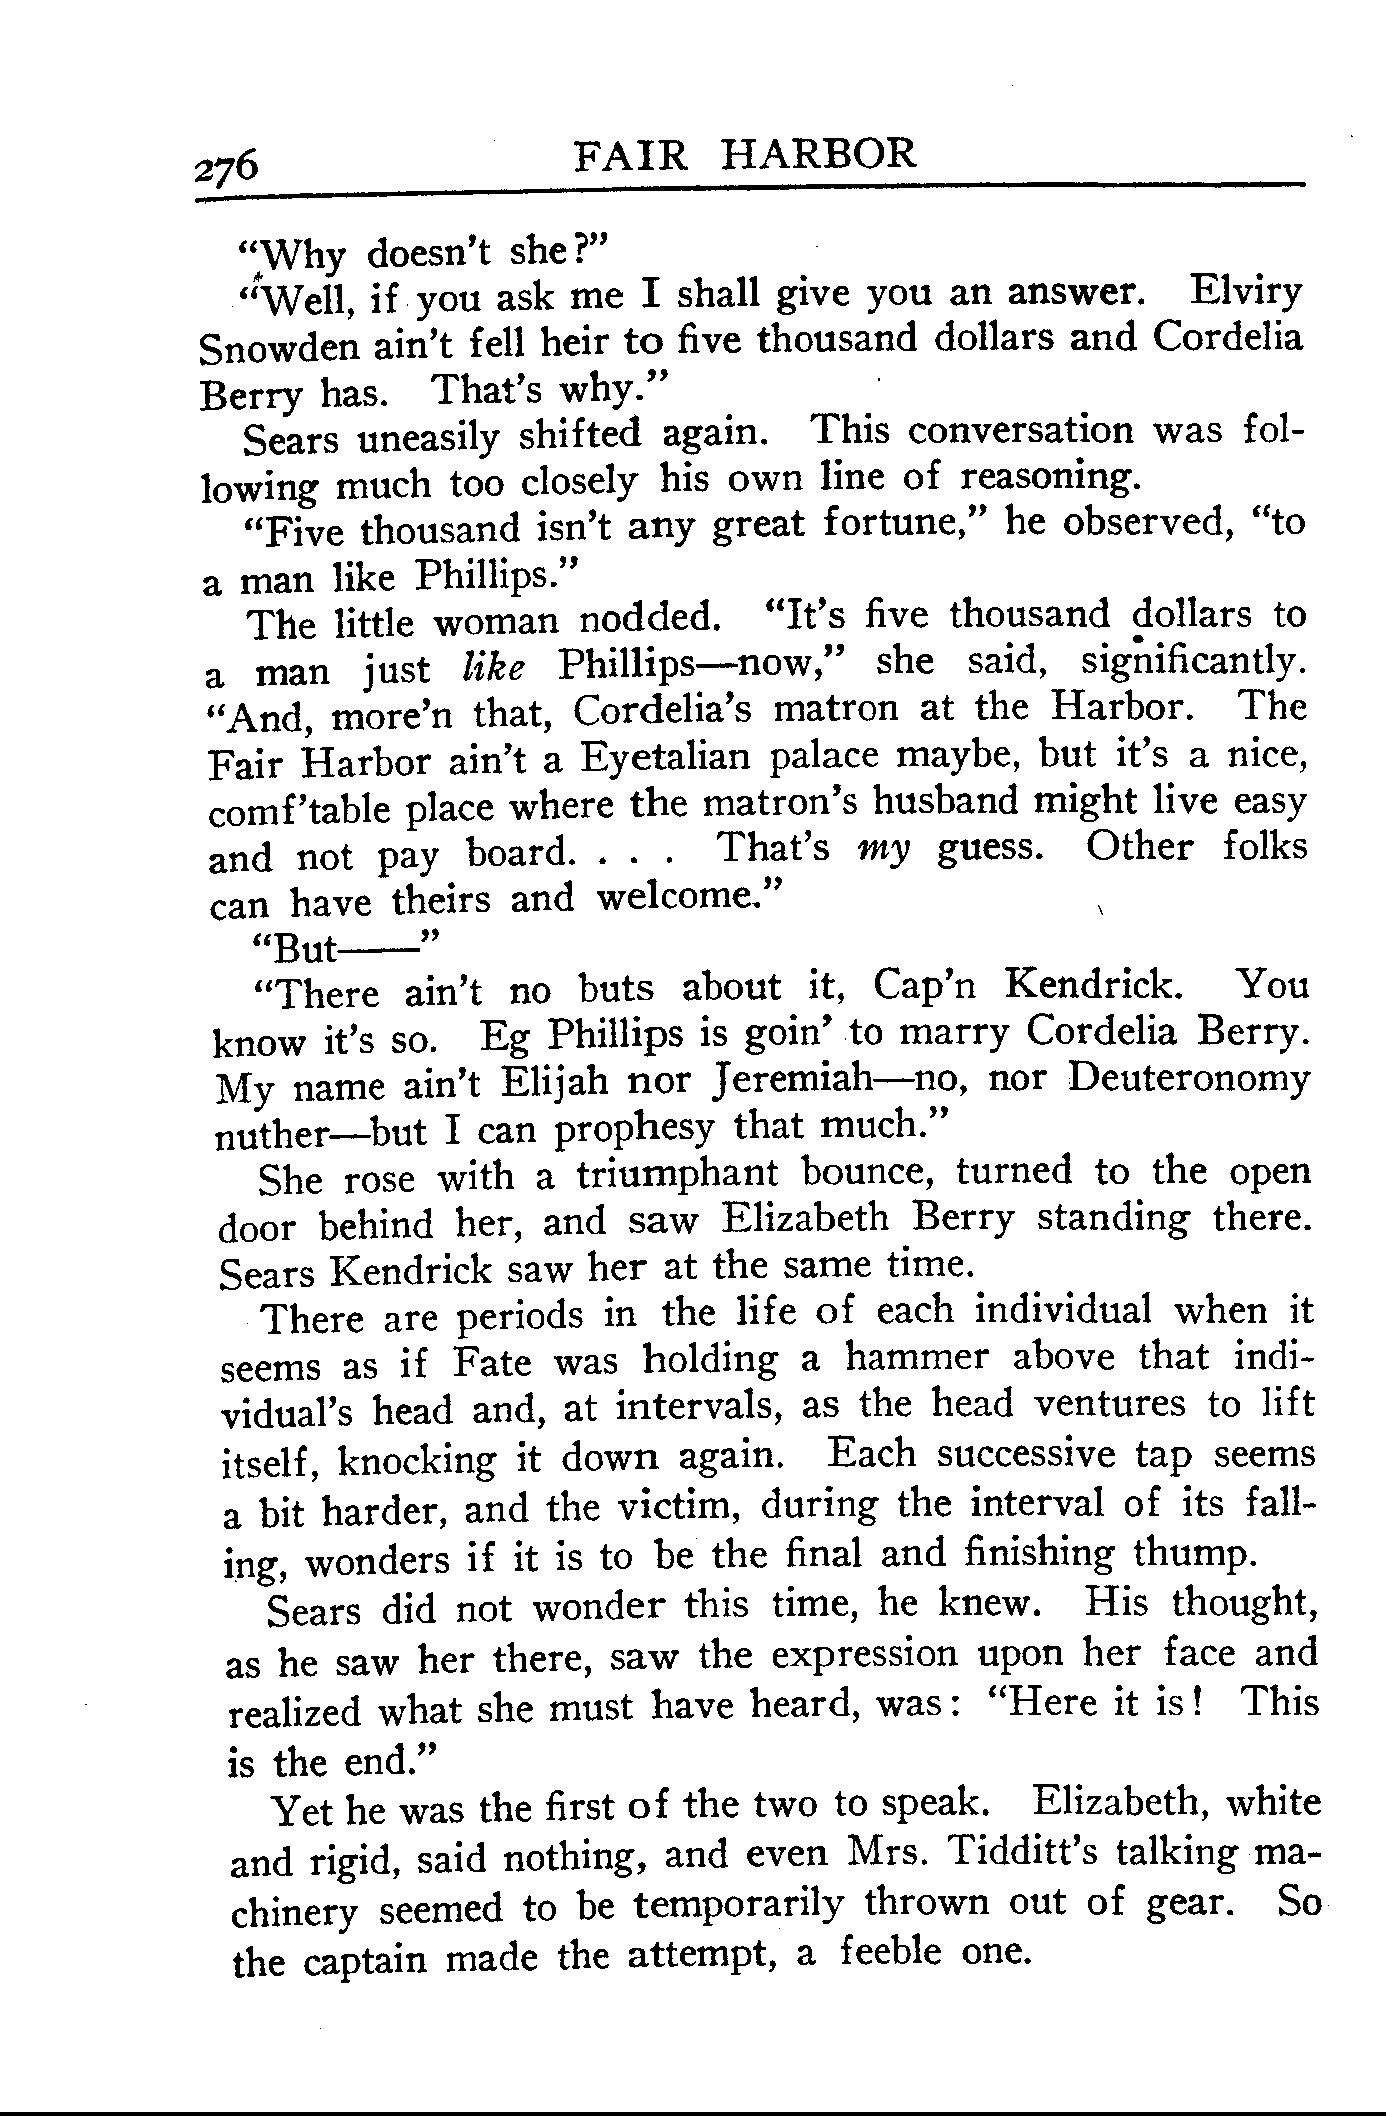 276 FAIR HARBOR
“Why doesn't she?”
“Well, if you ask me I shall give you an answer. Elviry
Snowden ain't fell heir to five thousand dollars and Cordelia
Berry has. That's why.”
Sears uneasily shifted again. This conversation was fol-
lowing much too closely his own line of reasoning.
“Five thousand isn't any great fortune,” he observed, “to
a man like Phillips.”
The little woman nodded. “It's five thousand dollars to
a man just like Phillips—now,” she said, significantly.
“And, more'n that, Cordelia's matron at the Harbor. The
Fair Harbor ain't a Eyetalian palace maybe, but it's a nice,
comf'table place where the matron's husband might live easy
and not pay board. . . . That's my guess. Other folks
can have theirs and welcome.”
“But——”
“There ain't no buts about it, Cap'n Kendrick. You
know it's so. Eg Phillips is goin' to marry Cordelia Berry.
My name ain't Elijah nor Jeremiah—no, nor Deuteronomy
nuther—but I can prophesy that much.”
She rose with a triumphant bounce, turned to the open
door behind her, and saw Elizabeth Berry standing there.
Sears Kendrick saw her at the same time.
There are periods in the life of each individual when it
seems as if Fate was holding a hammer above that indi-
vidual's head and, at intervals, as the head ventures to lift
itself, knocking it down again. Each successive tap seems
a bit harder, and the victim, during the interval of its fall-
ing, wonders if it is to be the final and finishing thump.
Sears did not wonder this time, he knew. His thought,
as he saw her there, saw the expression upon her face and
realized what she must have heard, was: “Here it is! This
is the end.”
Yet he was the first of the two to speak. Elizabeth, white
and rigid, said nothing, and even Mrs. Tidditt's talking ma-
chinery seemed to be temporarily thrown out of gear. So
the captain made the attempt, a feeble one.